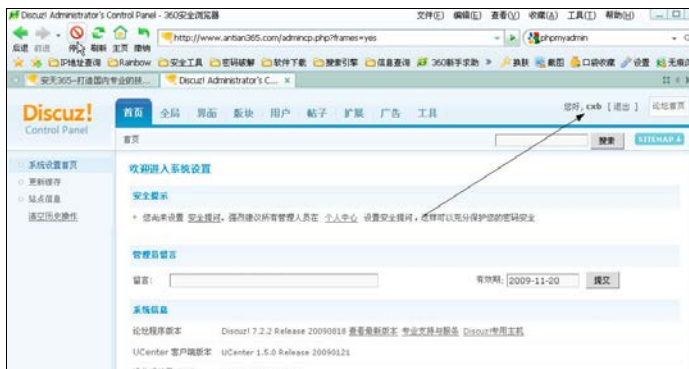 Discuz! Administrator's Control Panel - 360安全浏览器 文件(F) 编辑(E) 查看(V) 收藏(A) 工具(T) 帮助(H)
后退 前进 停止 刷新 主页 撤销 http://www.antian365.com/admincp.php?frames=yes phpmyadmin
IP地址查询 Rainbow 安全工具 密码破解 软件下载 搜索引擎 信息查询 360新手求助 » 换肤 截图 口袋收藏 设置 无痕
安天365-打造国内专业的技... Discuz! Administrator's C... x
Discuz!
Control Panel
首页 全局 界面 版块 用户 帖子 扩展 广告 工具
您好, cxb [ 退出 ] 论坛首页
首页 搜索 SITEMAP
系统设置首页
更新缓存
站点信息
清空历史操作
欢迎进入系统设置
安全提示
您尚未设置 安全提问。强烈建议所有管理人员在 个人中心 设置安全提问，这样可以充分保护您的密码安全
管理员留言
留言: 有效期: 2009-11-20 提交
系统信息
论坛程序版本 Discuz! 7.2.2 Release 20090818 查看最新版本 专业支持与服务 Discuz!专用主机
UCenter 客户端版本 UCenter 1.5.0 Release 20090121